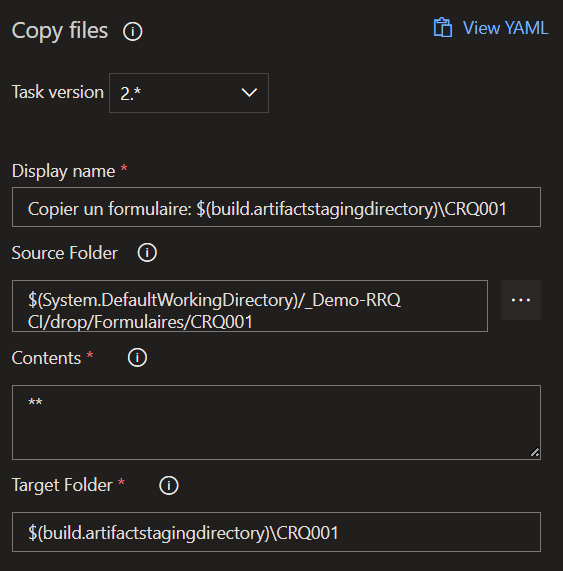 Copy files
View YAML
Task version 2.*
Display name *
Copier un formulaire: $(build.artifactstagingdirectory)\CRQ001
Source Folder
$(System.DefaultWorkingDirectory)/_Demo-RRQ
CI/drop/Formulaires/CRQ001
...
Contents *
**
Target Folder *
$(build.artifactstagingdirectory)\CRQ001